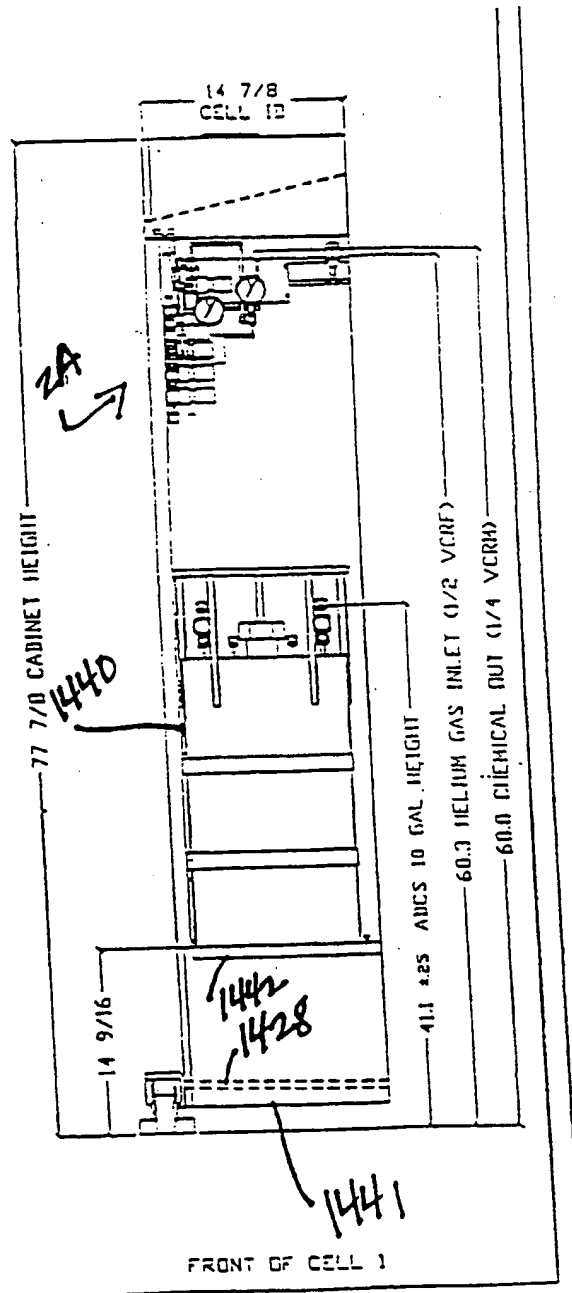 14 7/8
CELL ID
2A
77 7/8 CABINET HEIGHT
1440
14 9/16
1442
1428
1441
41.1 ±.25 ADCS 10 GAL. HEIGHT
60.3 HELIUM GAS INLET (1/2 VCRF)
60.0 CHEMICAL OUT (1/4 VCRM)
FRONT OF CELL 1